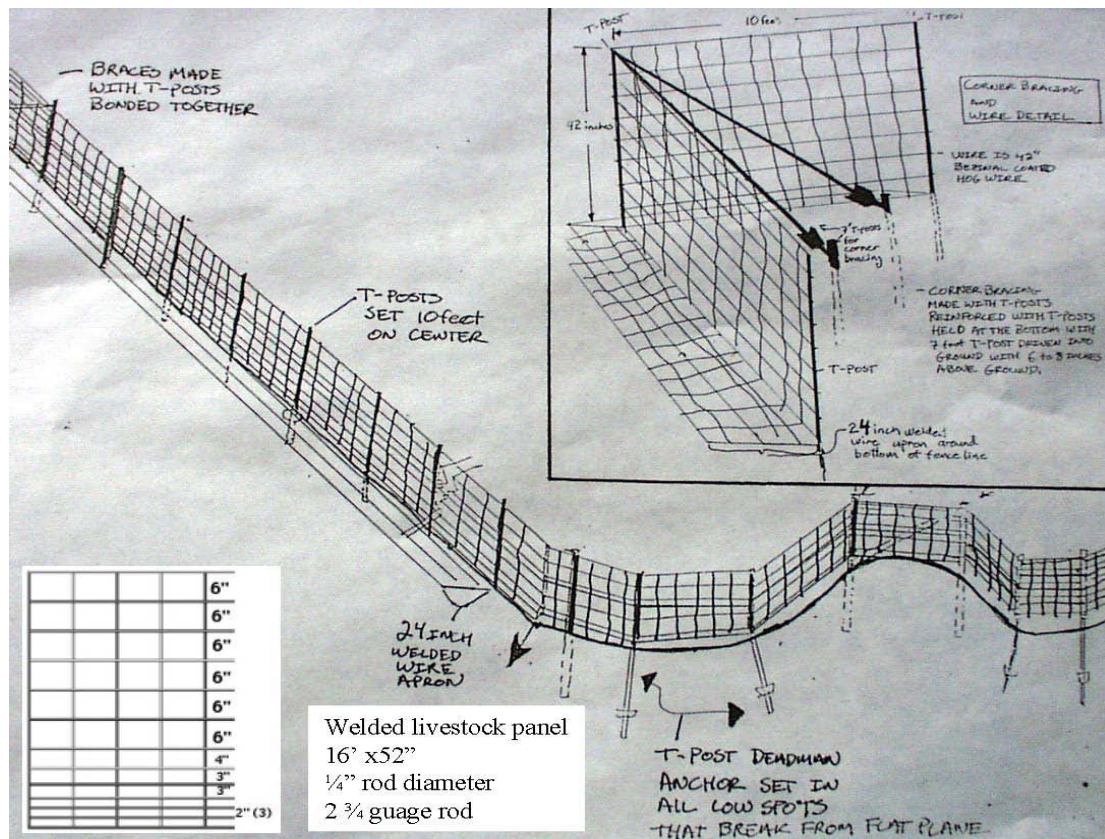 BRACES MADE
WITH T-POSTS
BONDED TOGETHER
T-POSTS
SET 10 feet
ON CENTER
24 INCH
WELDED
WIRE
APRON
T-POST DEADMAN
ANCHOR SET IN
ALL LOW SPOTS
THAT BREAK FROM FLAT PLANE
T-POST
10 feet
T-POST
42 inches
CORNER BRACING
AND
WIRE DETAIL
WIRE IS 42"
BEZINAL COATED
HOG WIRE
7' T-posts
for
corner
bracing
CORNER BRACING
MADE WITH T-POSTS
REINFORCED WITH T-POSTS
HELD AT THE BOTTOM WITH
7 foot T-POST DRIVEN INTO
GROUND WITH 6 to 8 INCHES
ABOVE GROUND.
T-POST
24 inch welded
wire apron around
bottom of fence line
6"
6"
6"
6"
6"
6"
4"
3"
3"
2" (3)
Welded livestock panel
16' x52"
¼" rod diameter
2 ¾ guage rod